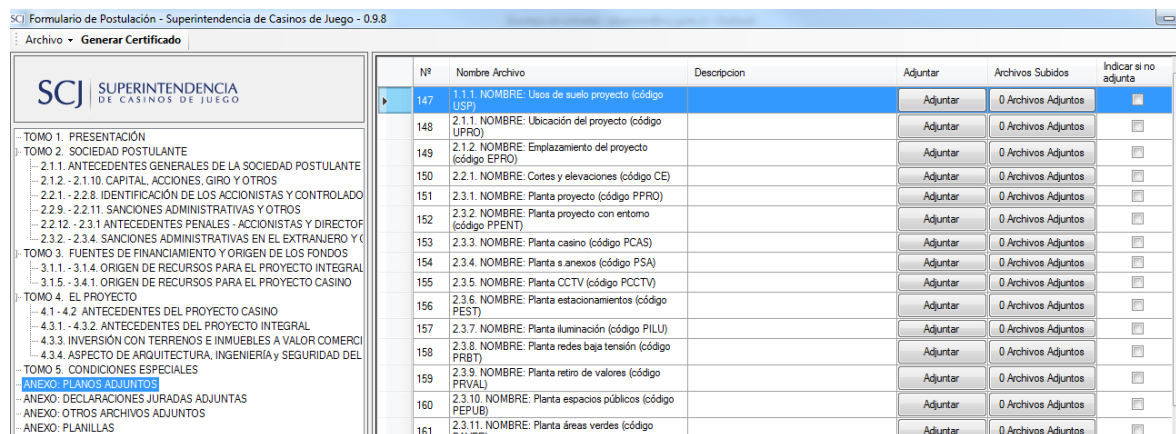 SCJ Formulario de Postulación - Superintendencia de Casinos de Juego - 0.9.8
Archivo Generar Certificado
SCJ SUPERINTENDENCIA
DE CASINOS DE JUEGO
TOMO 1. PRESENTACIÓN
TOMO 2. SOCIEDAD POSTULANTE
2.1.1. ANTECEDENTES GENERALES DE LA SOCIEDAD POSTULANTE
2.1.2. - 2.1.10. CAPITAL, ACCIONES, GIRO Y OTROS
2.2.1. - 2.2.8. IDENTIFICACIÓN DE LOS ACCIONISTAS Y CONTROLADO
2.2.9. - 2.2.11. SANCIONES ADMINISTRATIVAS Y OTROS
2.2.12. - 2.3.1 ANTECEDENTES PENALES - ACCIONISTAS Y DIRECTOR
2.3.2. - 2.3.4. SANCIONES ADMINISTRATIVAS EN EL EXTRANJERO Y
TOMO 3. FUENTES DE FINANCIAMIENTO Y ORIGEN DE LOS FONDOS
3.1.1. - 3.1.4. ORIGEN DE RECURSOS PARA EL PROYECTO INTEGRAL
3.1.5. - 3.4.1. ORIGEN DE RECURSOS PARA EL PROYECTO CASINO
TOMO 4. EL PROYECTO
4.1 - 4.2 ANTECEDENTES DEL PROYECTO CASINO
4.3.1. - 4.3.2. ANTECEDENTES DEL PROYECTO INTEGRAL
4.3.3. INVERSIÓN CON TERRENOS E INMUEBLES A VALOR COMERCI
4.3.4. ASPECTO DE ARQUITECTURA, INGENIERÍA y SEGURIDAD DEL
TOMO 5. CONDICIONES ESPECIALES
ANEXO: PLANOS ADJUNTOS
ANEXO: DECLARACIONES JURADAS ADJUNTAS
ANEXO: OTROS ARCHIVOS ADJUNTOS
ANEXO: PLANILLAS
Nº Nombre Archivo Descripcion Adjuntar Archivos Subidos Indicar si no
adjunta
147 1.1.1. NOMBRE: Usos de suelo proyecto (código
USP) Adjuntar 0 Archivos Adjuntos
148 2.1.1. NOMBRE: Ubicación del proyecto (código
UPRO) Adjuntar 0 Archivos Adjuntos
149 2.1.2. NOMBRE: Emplazamiento del proyecto
(código EPRO) Adjuntar 0 Archivos Adjuntos
150 2.2.1. NOMBRE: Cortes y elevaciones (código CE) Adjuntar 0 Archivos Adjuntos
151 2.3.1. NOMBRE: Planta proyecto (código PPRO) Adjuntar 0 Archivos Adjuntos
152 2.3.2. NOMBRE: Planta proyecto con entorno
(código PPENT) Adjuntar 0 Archivos Adjuntos
153 2.3.3. NOMBRE: Planta casino (código PCAS) Adjuntar 0 Archivos Adjuntos
154 2.3.4. NOMBRE: Planta s.anexos (código PSA) Adjuntar 0 Archivos Adjuntos
155 2.3.5. NOMBRE: Planta CCTV (código PCCTV) Adjuntar 0 Archivos Adjuntos
156 2.3.6. NOMBRE: Planta estacionamientos (código
PEST) Adjuntar 0 Archivos Adjuntos
157 2.3.7. NOMBRE: Planta iluminación (código PILU) Adjuntar 0 Archivos Adjuntos
158 2.3.8. NOMBRE: Planta redes baja tensión (código
PRBT) Adjuntar 0 Archivos Adjuntos
159 2.3.9. NOMBRE: Planta retiro de valores (código
PRVAL) Adjuntar 0 Archivos Adjuntos
160 2.3.10. NOMBRE: Planta espacios públicos (código
PEPUB) Adjuntar 0 Archivos Adjuntos
161 2.3.11. NOMBRE: Planta áreas verdes (código
Adjuntar 0 Archivos Adjuntos